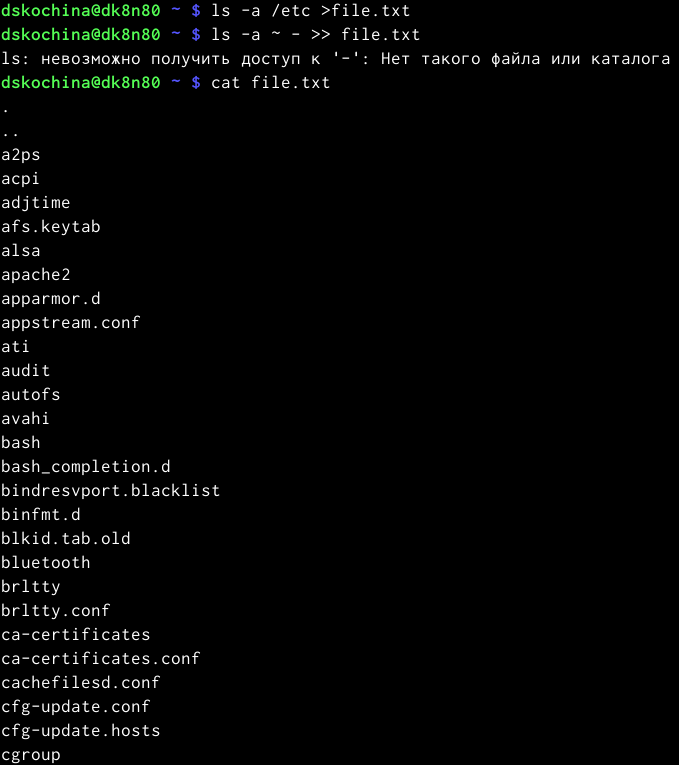 dskochina@dk8n80 ~ $ ls -a /etc >file.txt
dskochina@dk8n80 ~ $ ls -a ~ - >> file.txt
ls: невозможно получить доступ к '-': Нет такого файла или каталога
dskochina@dk8n80 ~ $ cat file.txt
.
..
a2ps
acpi
adjtime
afs.keytab
alsa
apache2
apparmor.d
appstream.conf
ati
audit
autofs
avahi
bash
bash_completion.d
bindresvport.blacklist
binfmt.d
blkid.tab.old
bluetooth
brltty
brltty.conf
ca-certificates
ca-certificates.conf
cachefilesd.conf
cfg-update.conf
cfg-update.hosts
cgroup